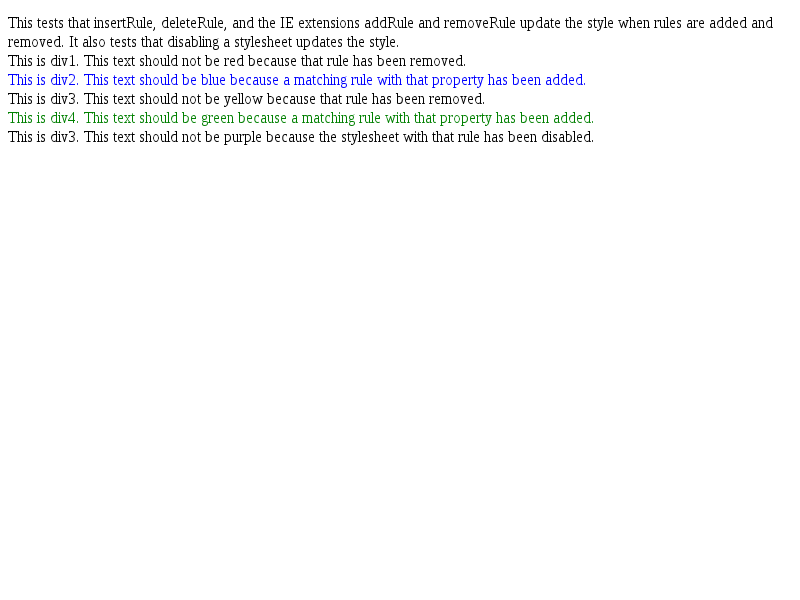 This tests that insertRule, deleteRule, and the IE extensions addRule and removeRule update the style when rules are added and
removed. It also tests that disabling a stylesheet updates the style.
This is div1. This text should not be red because that rule has been removed.
This is div2. This text should be blue because a matching rule with that property has been added.
This is div3. This text should not be yellow because that rule has been removed.
This is div4. This text should be green because a matching rule with that property has been added.
This is div3. This text should not be purple because the stylesheet with that rule has been disabled.